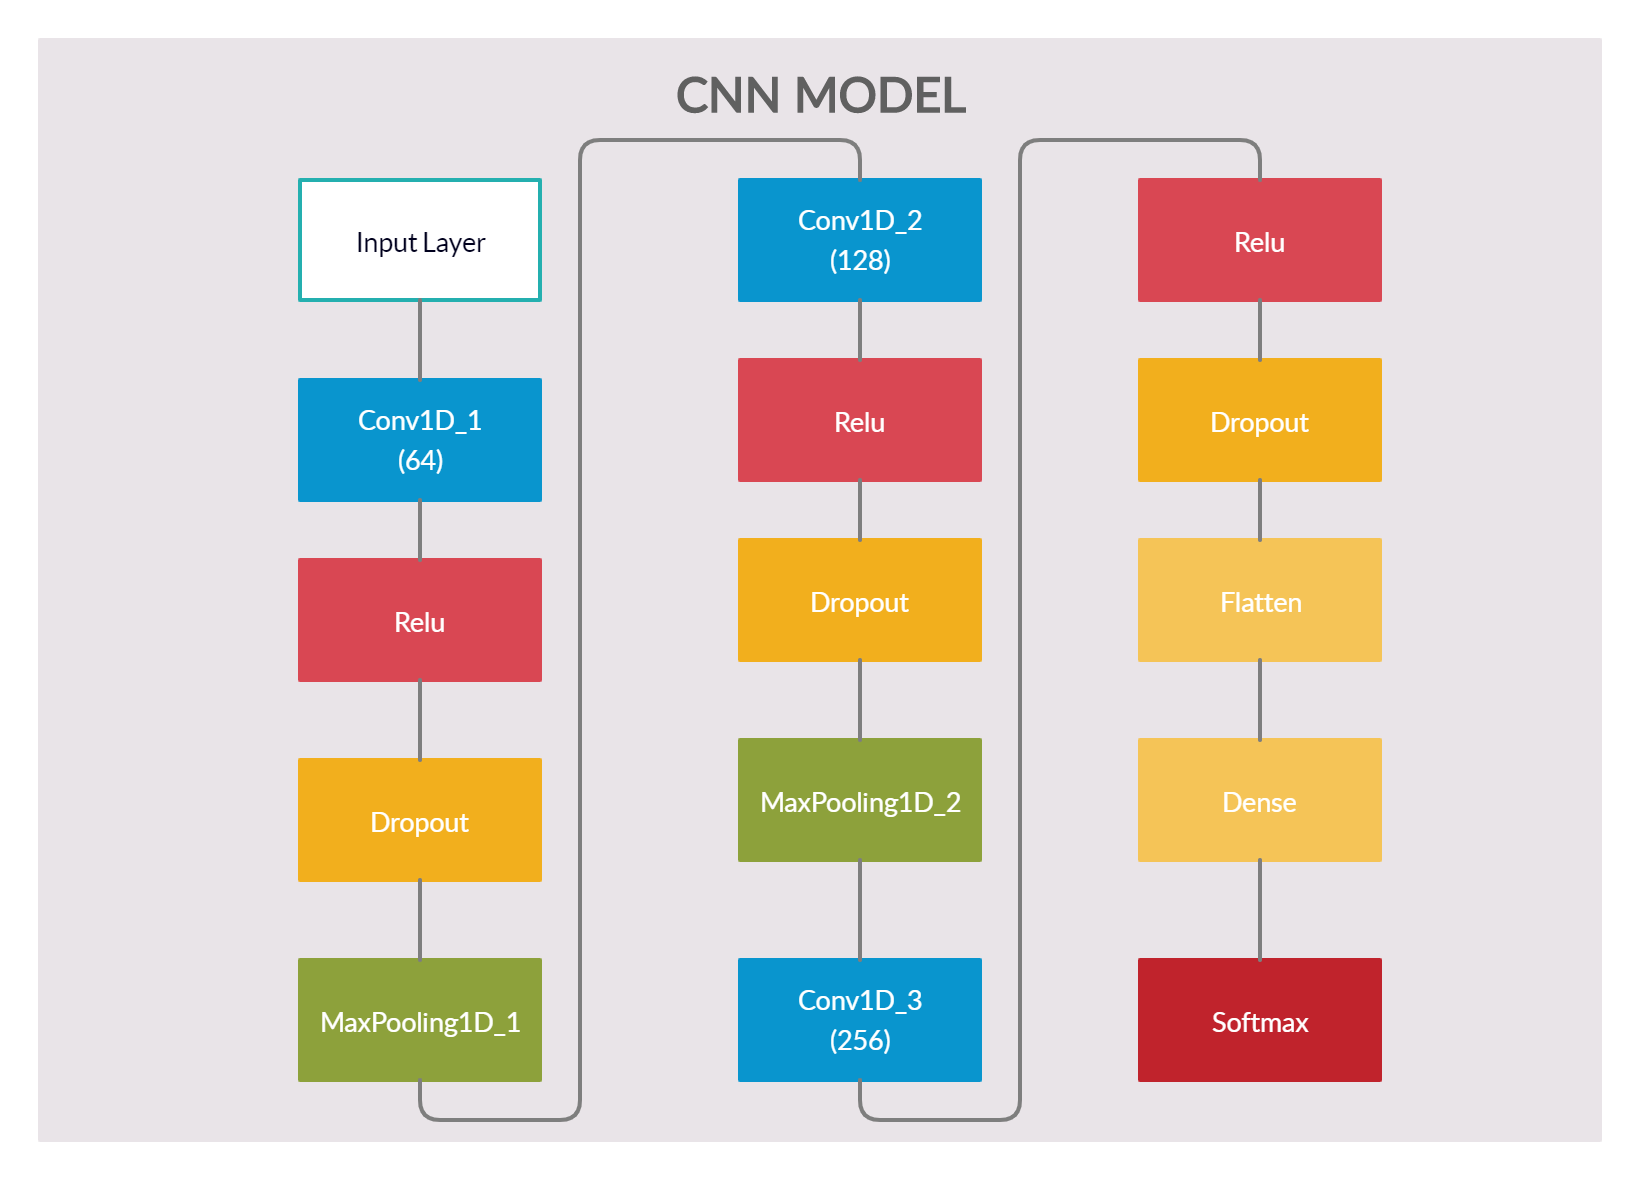 CNN MODEL
Input Layer
Conv1D_1
(64)
Relu
Dropout
MaxPooling1D_1
Conv1D_2
(128)
Relu
Dropout
MaxPooling1D_2
Conv1D_3
(256)
Relu
Dropout
Flatten
Dense
Softmax